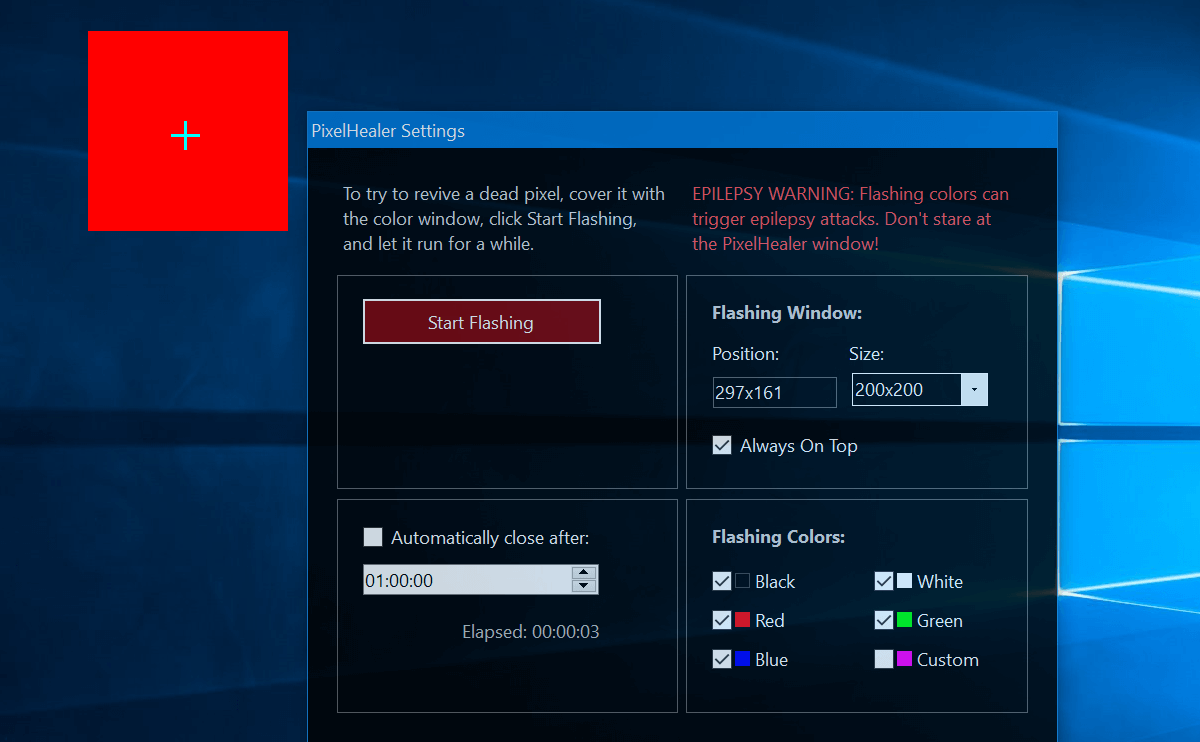 PixelHealer Settings
To try to revive a dead pixel, cover it with
the color window, click Start Flashing,
and let it run for a while.
EPILEPSY WARNING: Flashing colors can
trigger epilepsy attacks. Don't stare at
the PixelHealer window!
Start Flashing
Flashing Window:
Position:
Size:
297x161
200x200
Always On Top
Automatically close after:
01:00:00
Elapsed: 00:00:03
Flashing Colors:
Black
White
Red
Green
Blue
Custom